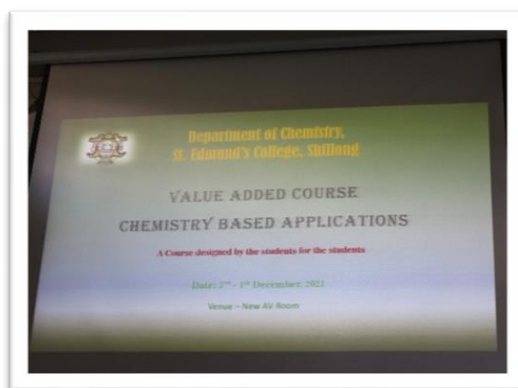 Department of Chemistry,
St. Edmund's College, Shillong
VALUE ADDED COURSE
CHEMISTRY BASED APPLICATIONS
A Course designed by the students for the students
December, 2021
Venue – New AV Room